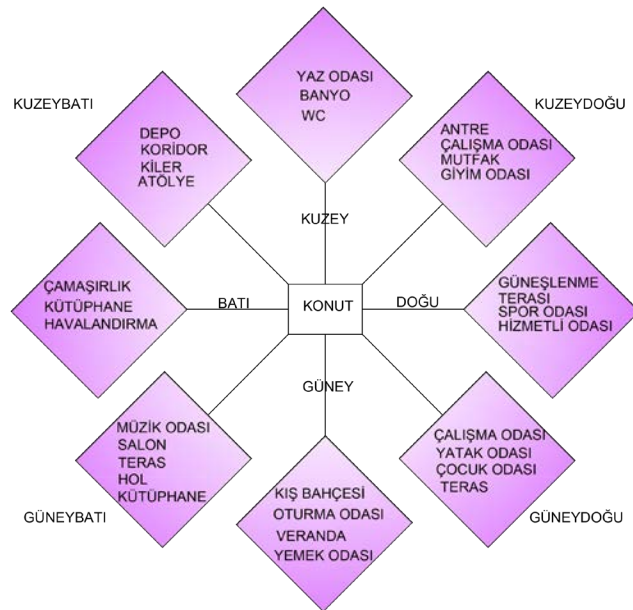 YAZ ODASI
BANYO
WC
KUZEYBATI
KUZEYDOĞU
DEPO
KORİDOR
KİLER
ATÖLYE
ANTRE
ÇALIŞMA ODASI
MUTFAK
GİYİM ODASI
KUZEY
ÇAMAŞIRLIK
KÜTÜPHANE
HAVALANDIRMA
BATI
KONUT
DOĞU
GÜNEŞLENME
TERASI
SPOR ODASI
HİZMETLİ ODASI
GÜNEY
MÜZİK ODASI
SALON
TERAS
HOL
KÜTÜPHANE
ÇALIŞMA ODASI
YATAK ODASI
ÇOCUK ODASI
TERAS
KIŞ BAHÇESİ
OTURMA ODASI
VERANDA
YEMEK ODASI
GÜNEYBATI
GÜNEYDOĞU